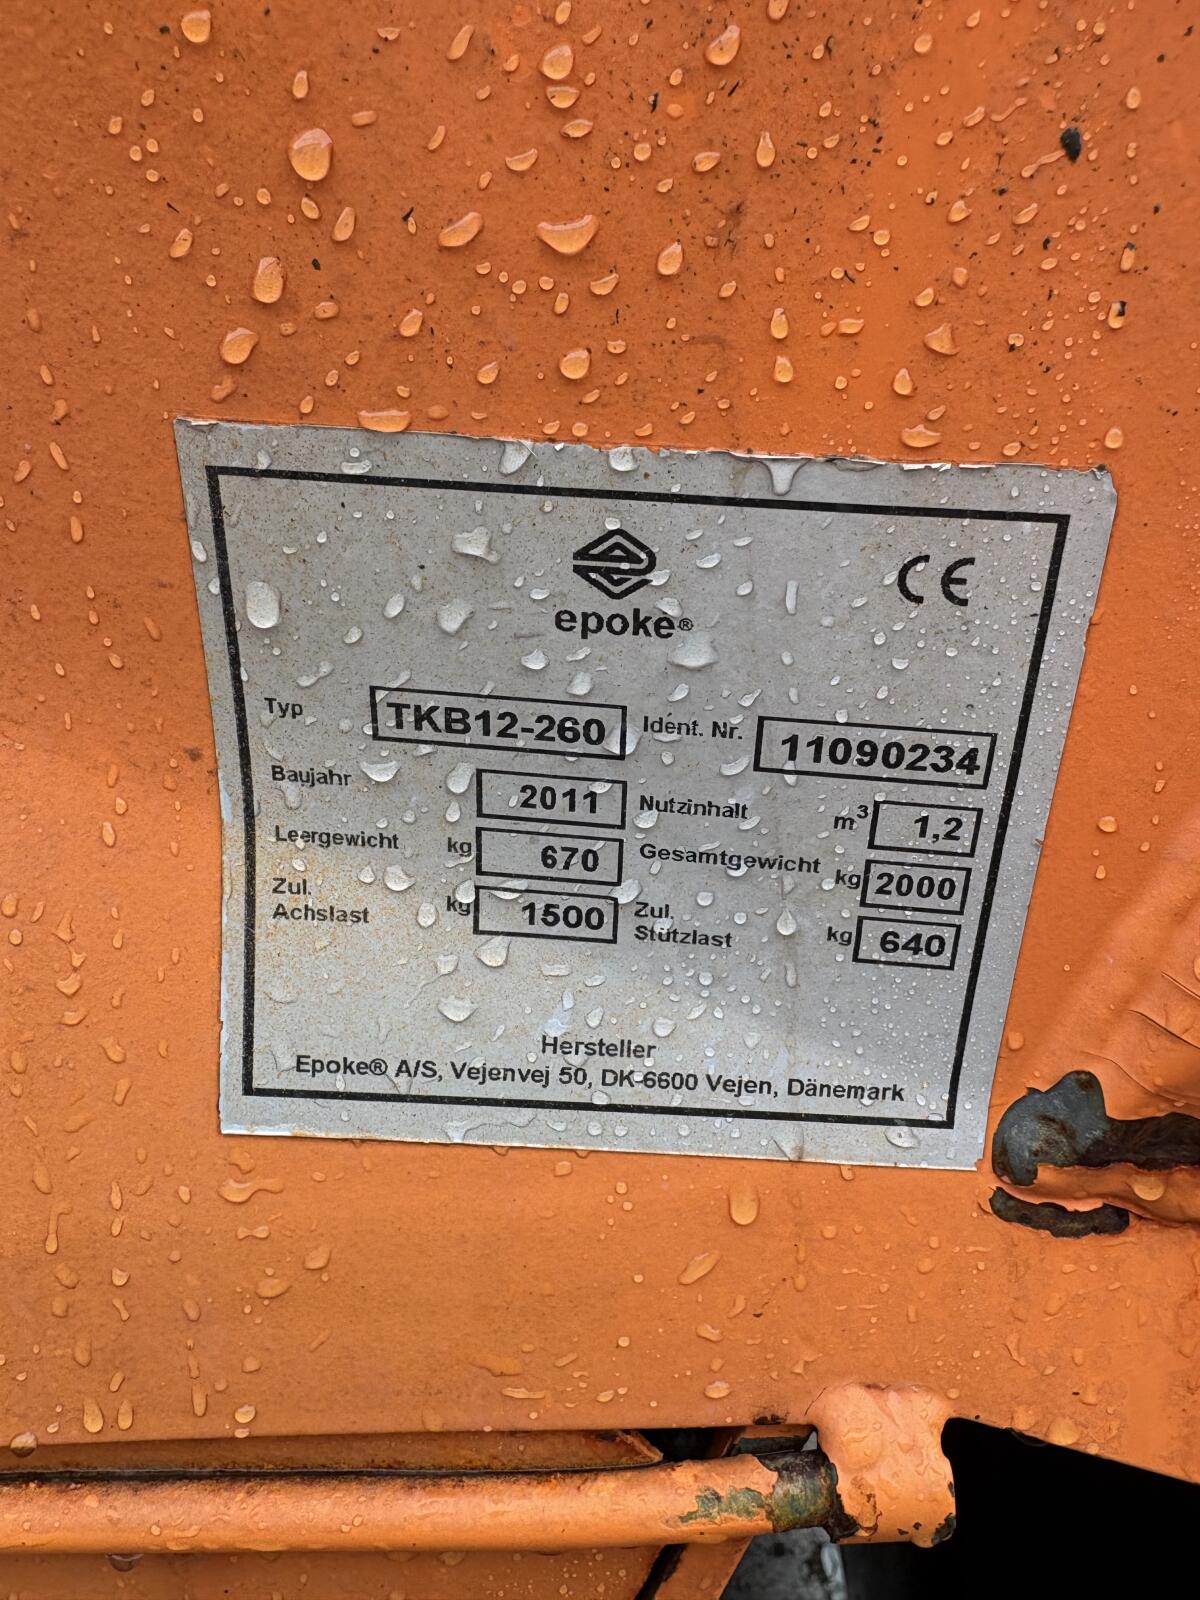 epoke®
CE
Typ TKB12-260 Ident. Nr. 11090234
Baujahr 2011 Nutzinhalt m³ 1,2
Leergewicht kg 670 Gesamtgewicht kg 2000
Zul. Achslast kg 1500 Zul. Stützlast kg 640
Hersteller
Epoke® A/S, Vejenvej 50, DK-6600 Vejen, Dänemark